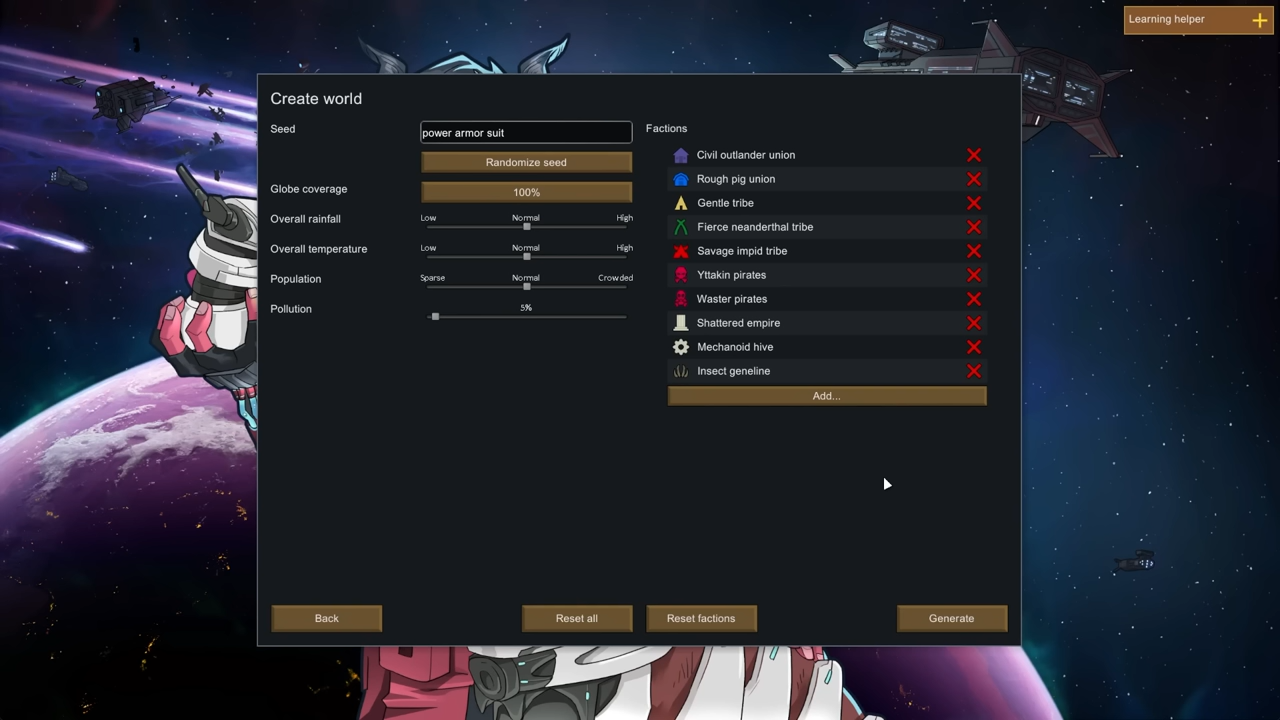 Learning helper
Create world
Seed
power armor suit
Randomize seed
Globe coverage
100%
Overall rainfall
Low Normal High
Overall temperature
Low Normal High
Population
Sparse Normal Crowded
Pollution
5%
Factions
Civil outlander union
Rough pig union
Gentle tribe
Fierce neanderthal tribe
Savage impid tribe
Yttakin pirates
Waster pirates
Shattered empire
Mechanoid hive
Insect geneline
Add...
Back
Reset all
Reset factions
Generate